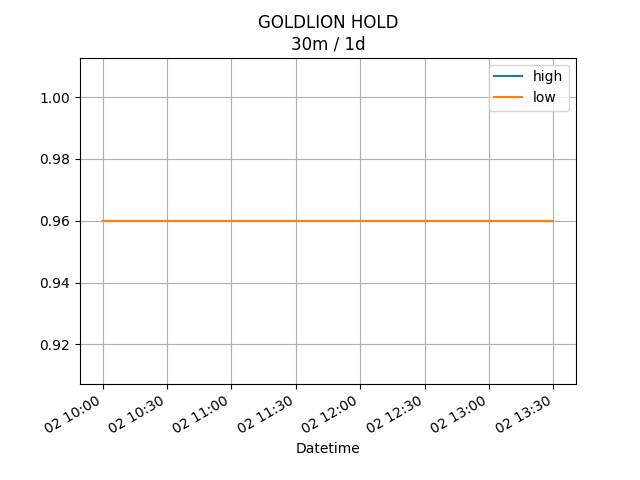 GOLDLION HOLD
30m / 1d
high
low
1.00
0.98
0.96
0.94
0.92
02 10:00
02 10:30
02 11:00
02 11:30
02 12:00
02 12:30
02 13:00
02 13:30
Datetime